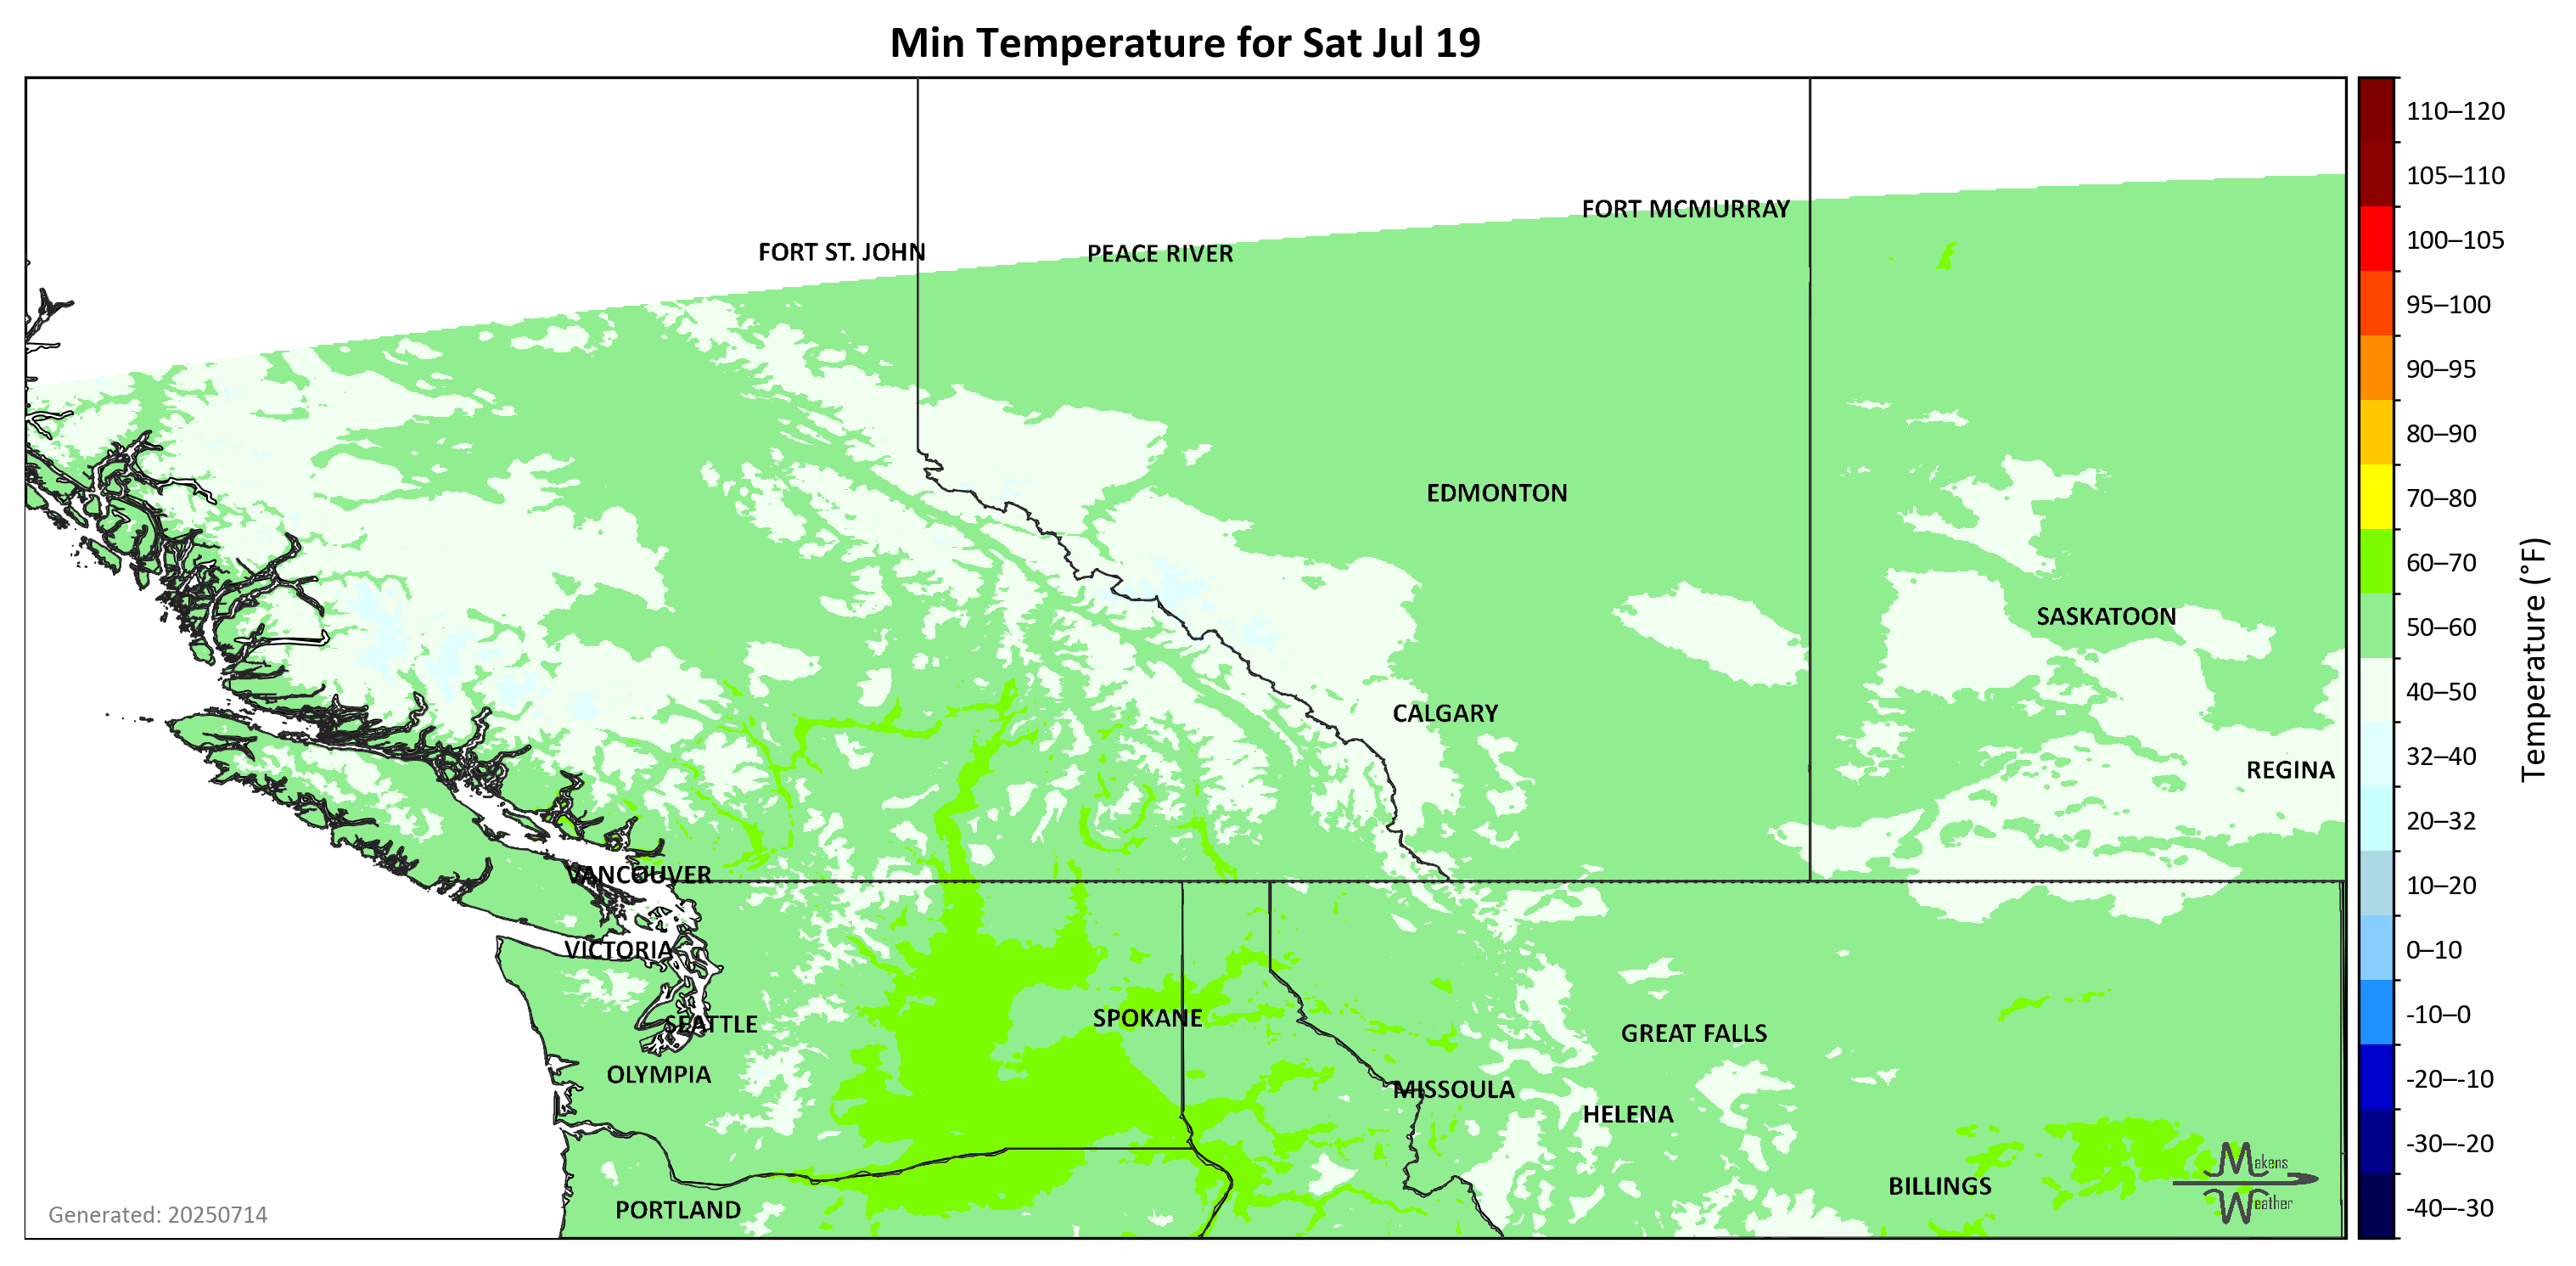 Min Temperature for Sat Jul 19
110–120
105–110
FORT MCMURRAY
100–105
FORT ST. JOHN
PEACE RIVER
95–100
90–95
80–90
EDMONTON
70–80
60–70
SASKATOON
50–60
Temperature (°F)
40–50
CALGARY
32–40
REGINA
20–32
VANCOUVER
10–20
VICTORIA
0–10
SPOKANE
-10–0
SEATTLE
GREAT FALLS
OLYMPIA
-20–-10
MISSOULA
HELENA
-30–-20
Makens
Weather
BILLINGS
PORTLAND
-40–-30
Generated: 20250714